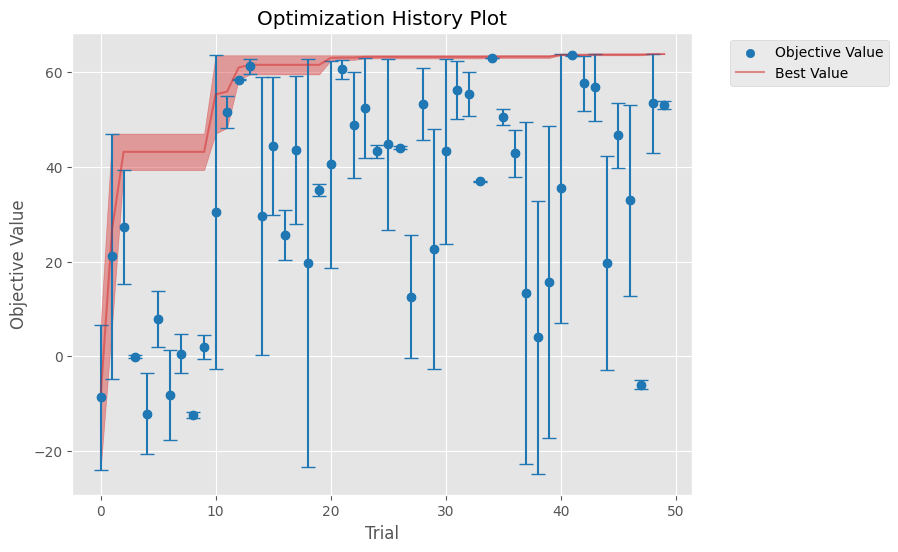 Optimization History Plot
Objective Value
Best Value
60
40
20
0
−20
Objective Value
0 10 20 30 40 50
Trial